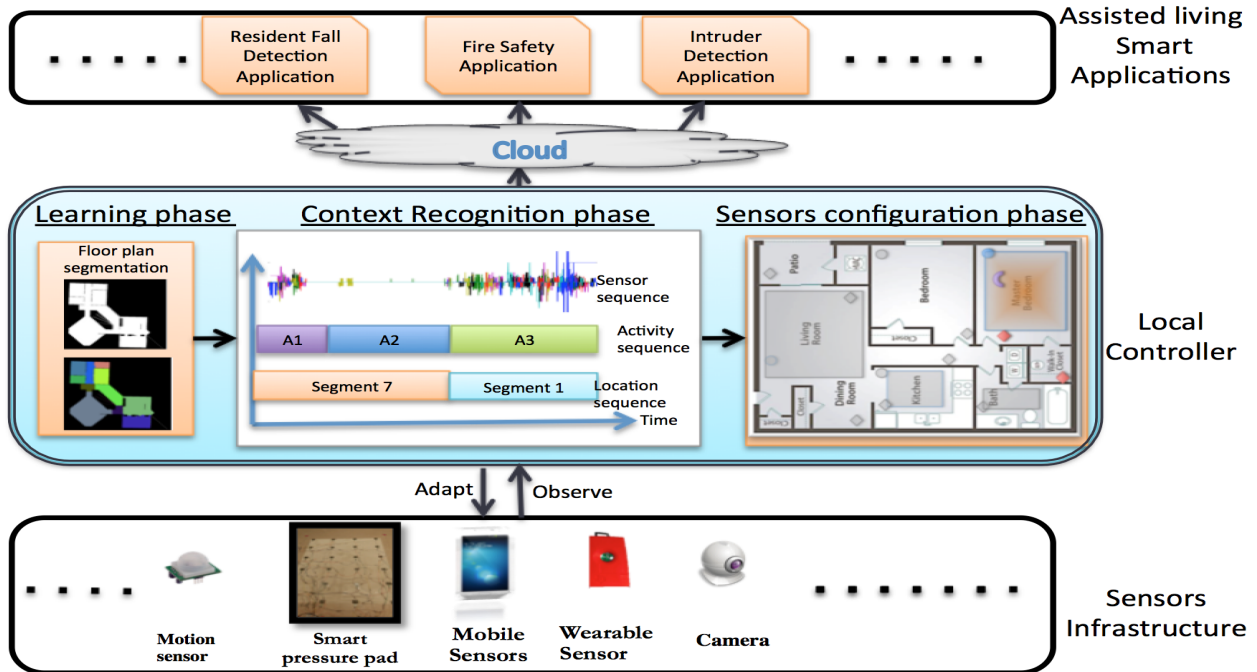 Resident Fall
Detection
Application
Fire Safety
Application
Intruder
Detection
Application
Assisted living
Smart
Applications
Cloud
Learning phase
Context Recognition phase
Sensors configuration phase
Floor plan
segmentation
Sensor
sequence
A1
A2
A3
Activity
sequence
Segment 7
Segment 1
Location
sequence
Time
Patio
Bedroom
Master
Bedroom
Living
Room
Closet
Walk-In
Closet
Dining
Room
Kitchen
Bath
Closet
Closet
Local
Controller
Adapt
Observe
Motion
sensor
Smart
pressure pad
Mobile
Sensors
Wearable
Sensor
Camera
Sensors
Infrastructure